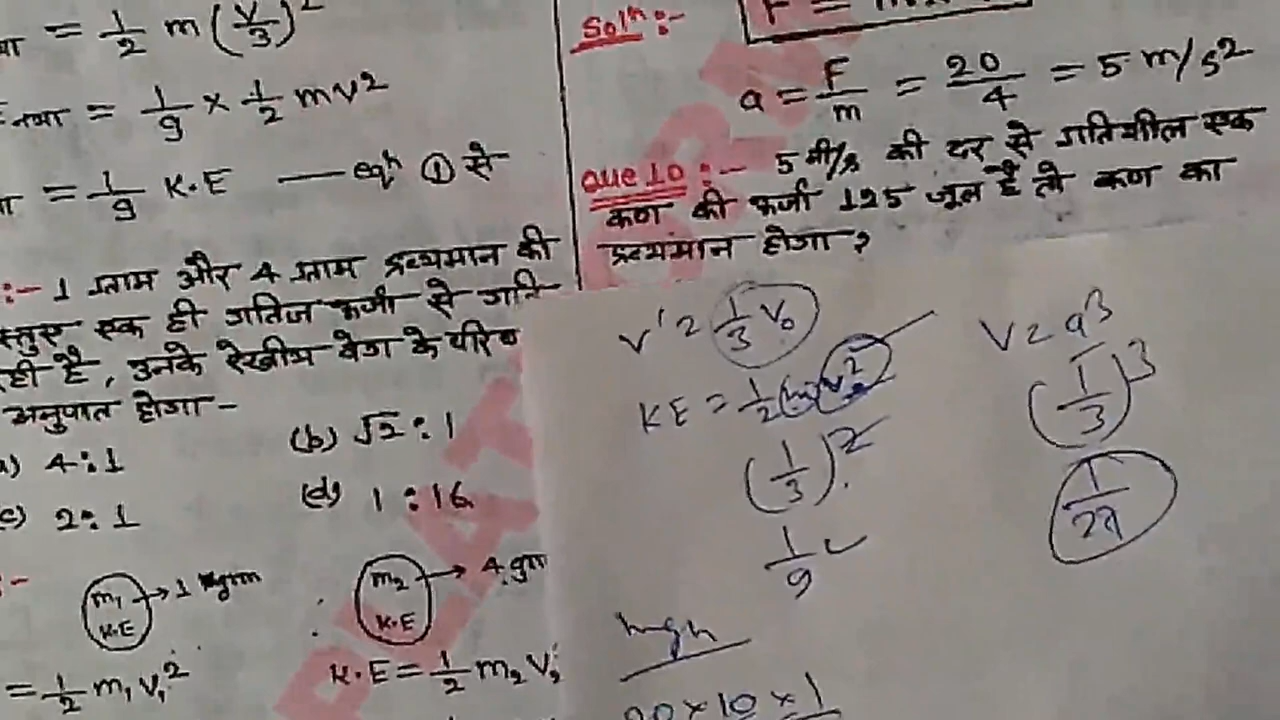 = 1/2 m (v/3)²
= 1/9 × 1/2 mv²
= 1/9 K.E — eqⁿ ① से
:- 1 ग्राम और 4 ग्राम द्रव्यमान की
एक ही गतिज ऊर्जा से गति
है, उनके रेखीय वेग के परि
अनुपात होगा -
4:1
(b) √2:1
2:1
(d) 1:16
m₁ → 1
K.E
m₂ → 4 gm
K.E
= 1/2 m₁ v₁²
K.E = 1/2 m₂ V₂
Solⁿ:-
a = F/m = 20/4 = 5 m/s²
Que 10:- 5 मी/से की दर से गतिशील एक
कण की ऊर्जा 125 जूल है तो कण का
द्रव्यमान होगा ?
V' = 1/3 V₀
KE = 1/2 m v²
(1/3)²
1/9
mgh
20×10×1
V = a³
(1/3)³
1/27